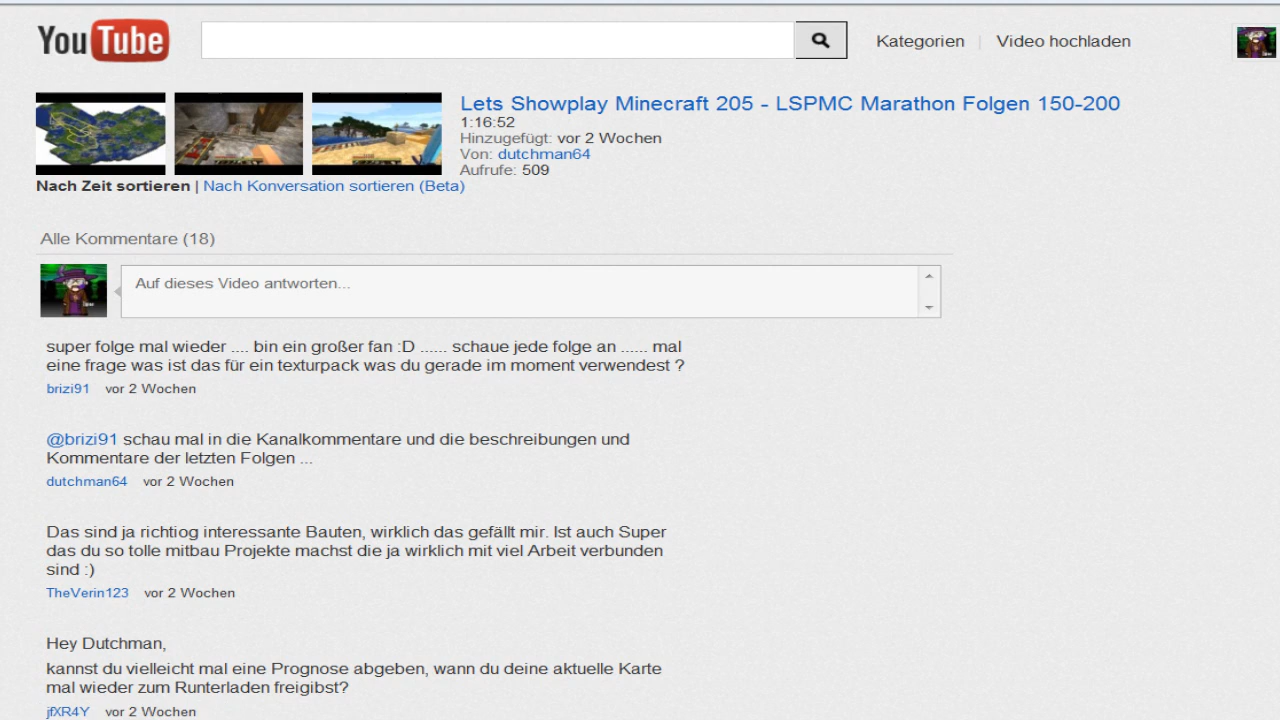 YouTube
Kategorien | Video hochladen
Lets Showplay Minecraft 205 - LSPMC Marathon Folgen 150-200
1:16:52
Hinzugefügt: vor 2 Wochen
Von: dutchman64
Aufrufe: 509
Nach Zeit sortieren | Nach Konversation sortieren (Beta)
Alle Kommentare (18)
Auf dieses Video antworten...
super folge mal wieder .... bin ein großer fan :D ...... schaue jede folge an ...... mal
eine frage was ist das für ein texturpack was du gerade im moment verwendest ?
brizi91 vor 2 Wochen
@brizi91 schau mal in die Kanalkommentare und die beschreibungen und
Kommentare der letzten Folgen ...
dutchman64 vor 2 Wochen
Das sind ja richtiog interessante Bauten, wirklich das gefällt mir. Ist auch Super
das du so tolle mitbau Projekte machst die ja wirklich mit viel Arbeit verbunden
sind :)
TheVerin123 vor 2 Wochen
Hey Dutchman,
kannst du vielleicht mal eine Prognose abgeben, wann du deine aktuelle Karte
mal wieder zum Runterladen freigibst?
jfXR4Y vor 2 Wochen